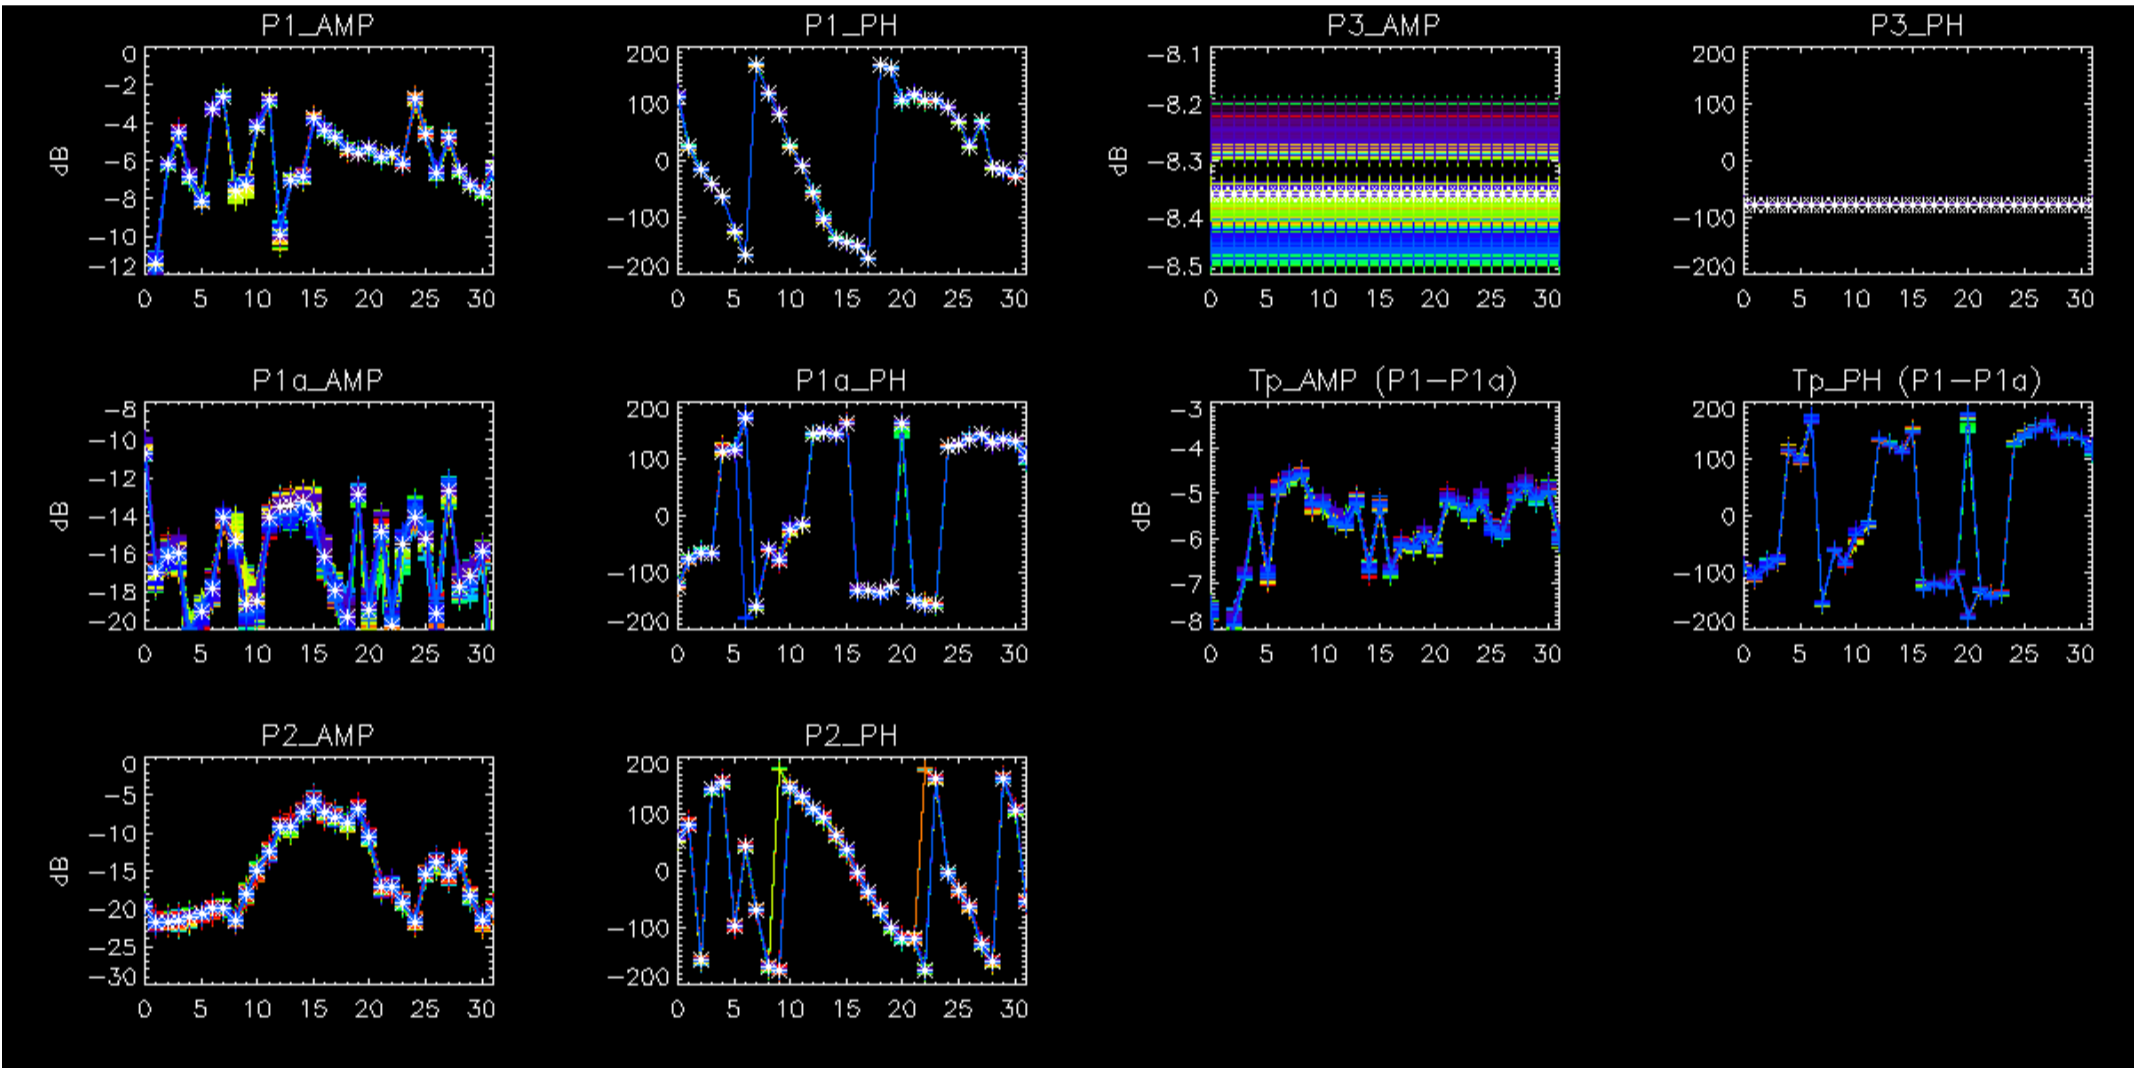 P1_AMP
P1_PH
P3_AMP
P3_PH
0
-2
-4
-6
-8
-10
-12
dB
0 5 10 15 20 25 30
200
100
0
-100
-200
0 5 10 15 20 25 30
-8.1
-8.2
-8.3
-8.4
-8.5
dB
0 5 10 15 20 25 30
200
100
0
-100
-200
0 5 10 15 20 25 30
P1a_AMP
P1a_PH
Tp_AMP (P1-P1a)
Tp_PH (P1-P1a)
-8
-10
-12
-14
-16
-18
-20
dB
0 5 10 15 20 25 30
200
100
0
-100
-200
0 5 10 15 20 25 30
-3
-4
-5
-6
-7
-8
dB
0 5 10 15 20 25 30
200
100
0
-100
-200
0 5 10 15 20 25 30
P2_AMP
P2_PH
0
-5
-10
-15
-20
-25
-30
dB
0 5 10 15 20 25 30
200
100
0
-100
-200
0 5 10 15 20 25 30